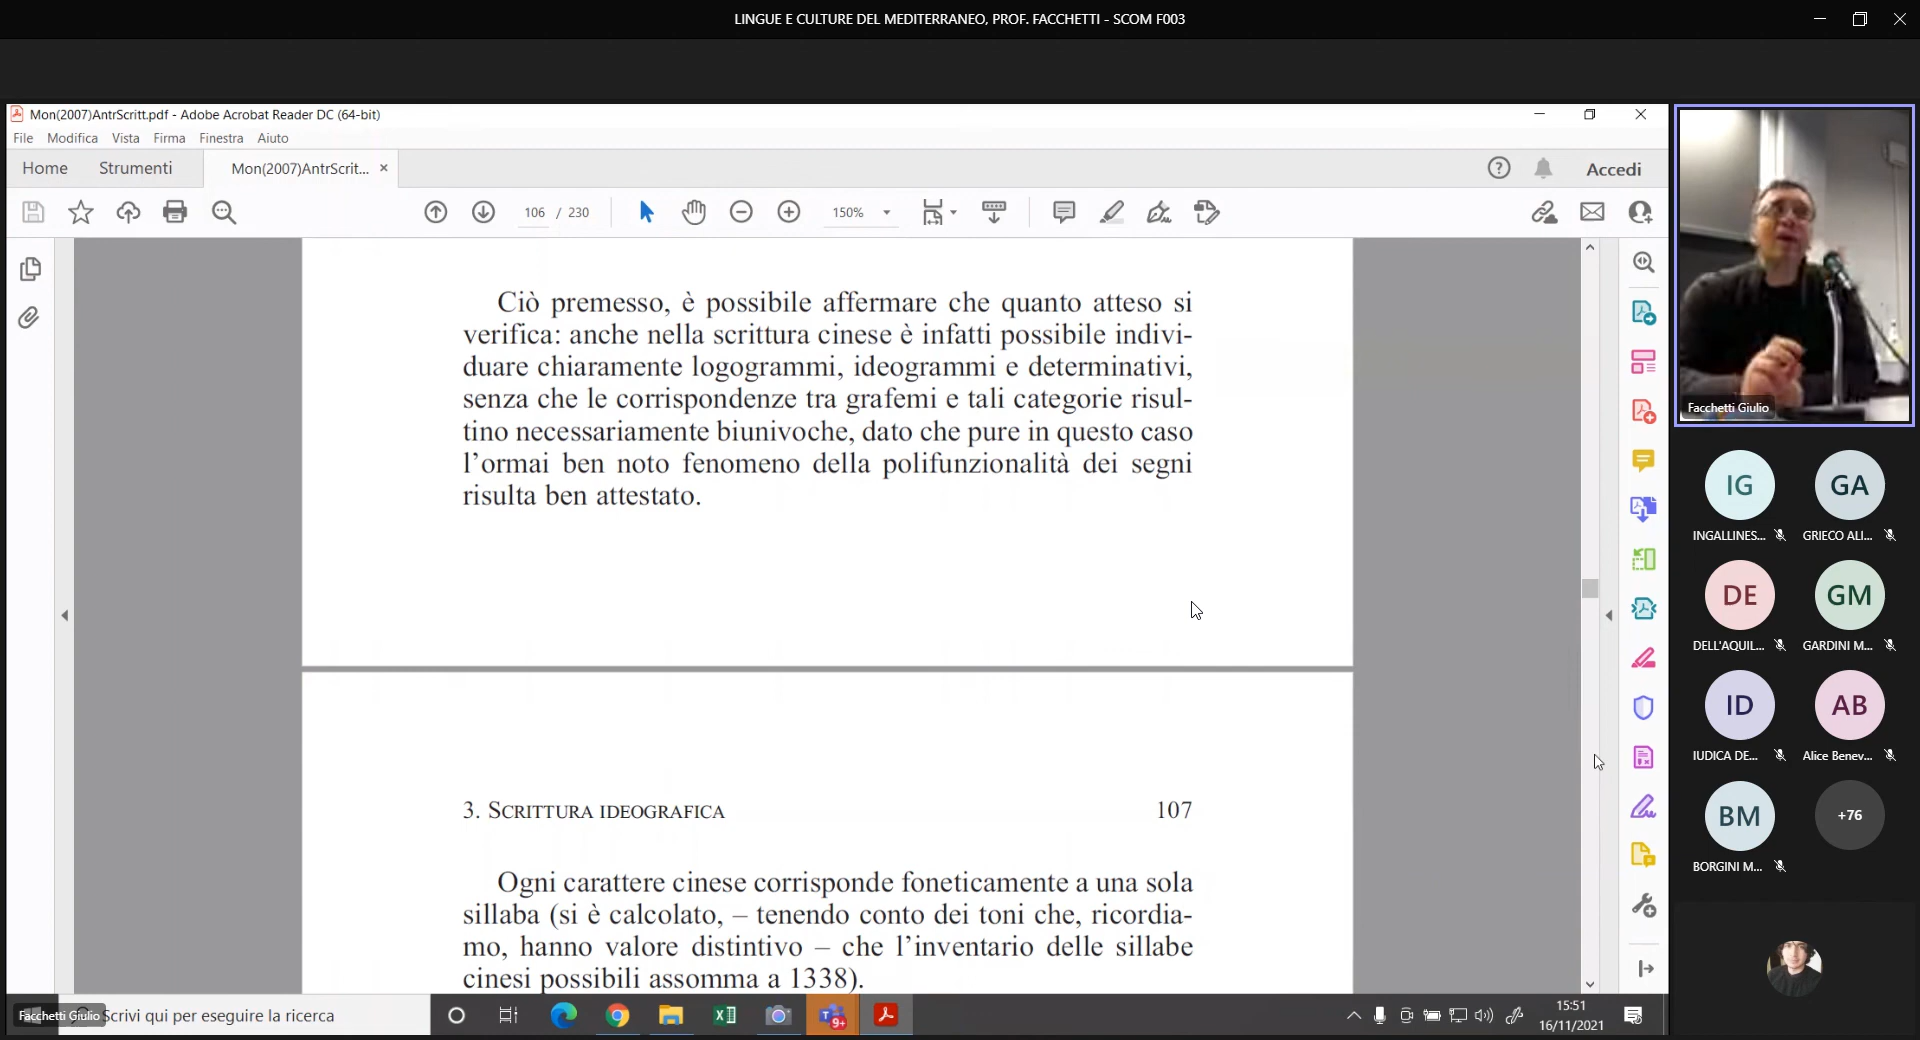 LINGUE E CULTURE DEL MEDITERRANEO, PROF. FACCHETTI - SCOM F003
Mon(2007)AntrScritt.pdf - Adobe Acrobat Reader DC (64-bit)
File Modifica Vista Firma Finestra Aiuto
Home Strumenti Mon(2007)AntrScrit... × Accedi
106 / 230 150%
Ciò premesso, è possibile affermare che quanto atteso si
verifica: anche nella scrittura cinese è infatti possibile indivi-
duare chiaramente logogrammi, ideogrammi e determinativi,
senza che le corrispondenze tra grafemi e tali categorie risul-
tino necessariamente biunivoche, dato che pure in questo caso
l'ormai ben noto fenomeno della polifunzionalità dei segni
risulta ben attestato.
3. SCRITTURA IDEOGRAFICA 107
Ogni carattere cinese corrisponde foneticamente a una sola
sillaba (si è calcolato, – tenendo conto dei toni che, ricordia-
mo, hanno valore distintivo – che l'inventario delle sillabe
cinesi possibili assomma a 1338).
Facchetti Giulio
IG GA
INGALLINES... GRIECO ALI...
DE GM
DELL'AQUIL... GARDINI M...
ID AB
IUDICA DE... Alice Benev...
BM +76
BORGINI M...
Facchetti Giulio Scrivi qui per eseguire la ricerca
9+
15:51
16/11/2021